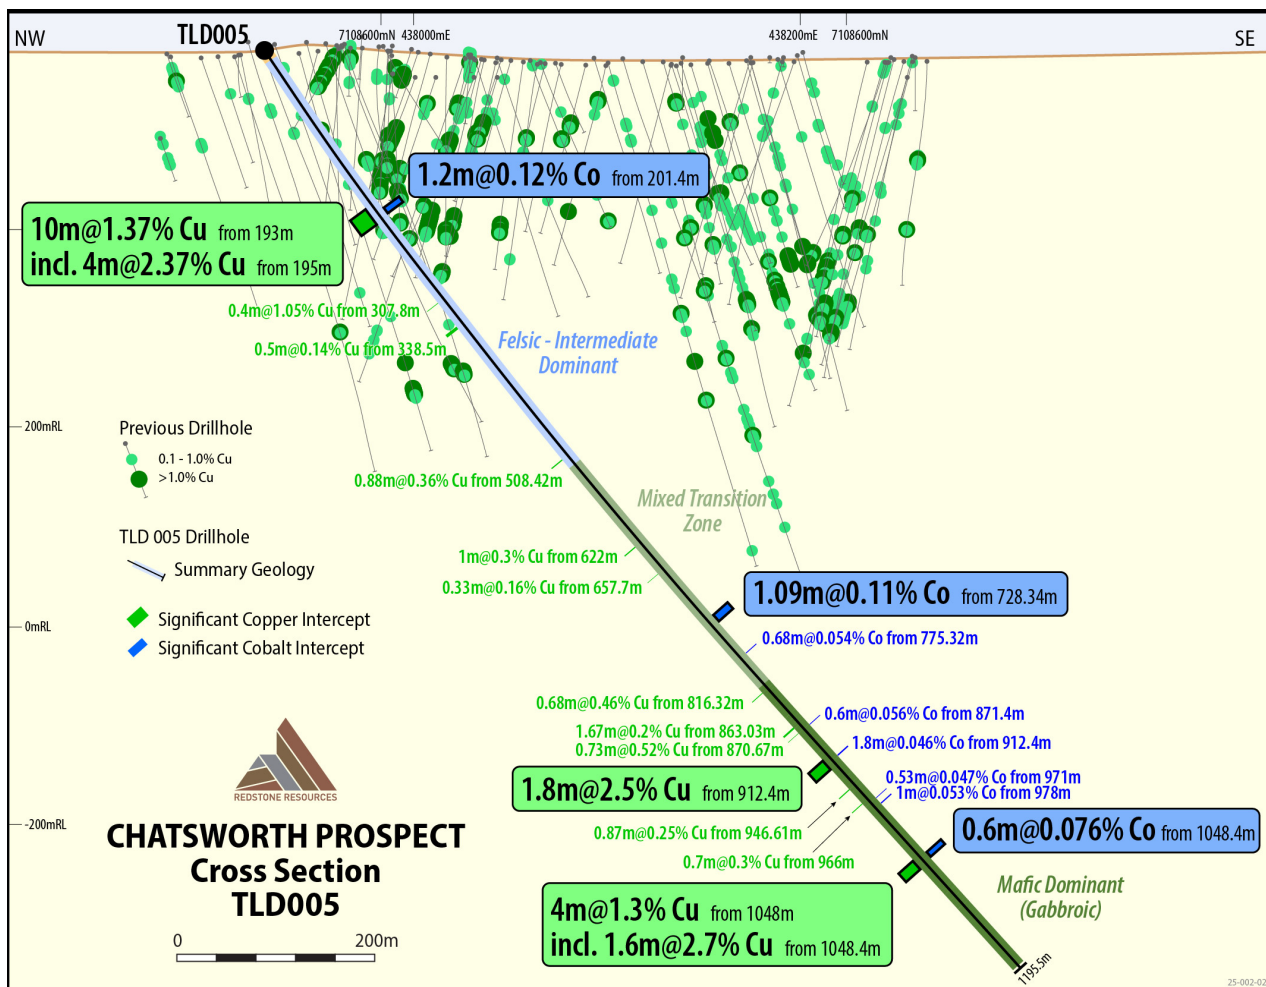 NW
TLD005
7108600mN
438000mE
438200mE
7108600mN
SE
1.2m@0.12% Co from 201.4m
10m@1.37% Cu from 193m
incl. 4m@2.37% Cu from 195m
0.4m@1.05% Cu from 307.8m
0.5m@0.14% Cu from 338.5m
Felsic - Intermediate
Dominant
200mRL
Previous Drillhole
0.1 - 1.0% Cu
>1.0% Cu
0.88m@0.36% Cu from 508.42m
Mixed Transition
Zone
TLD 005 Drillhole
Summary Geology
1m@0.3% Cu from 622m
0.33m@0.16% Cu from 657.7m
1.09m@0.11% Co from 728.34m
0mRL
Significant Copper Intercept
Significant Cobalt Intercept
0.68m@0.054% Co from 775.32m
0.68m@0.46% Cu from 816.32m
0.6m@0.056% Co from 871.4m
1.67m@0.2% Cu from 863.03m
0.73m@0.52% Cu from 870.67m
1.8m@0.046% Co from 912.4m
1.8m@2.5% Cu from 912.4m
0.53m@0.047% Co from 971m
1m@0.053% Co from 978m
REDSTONE RESOURCES
-200mRL
0.87m@0.25% Cu from 946.61m
0.6m@0.076% Co from 1048.4m
0.7m@0.3% Cu from 966m
CHATSWORTH PROSPECT
Cross Section
TLD005
4m@1.3% Cu from 1048m
incl. 1.6m@2.7% Cu from 1048.4m
Mafic Dominant
(Gabbroic)
0
200m
1195.5m
25-002-02